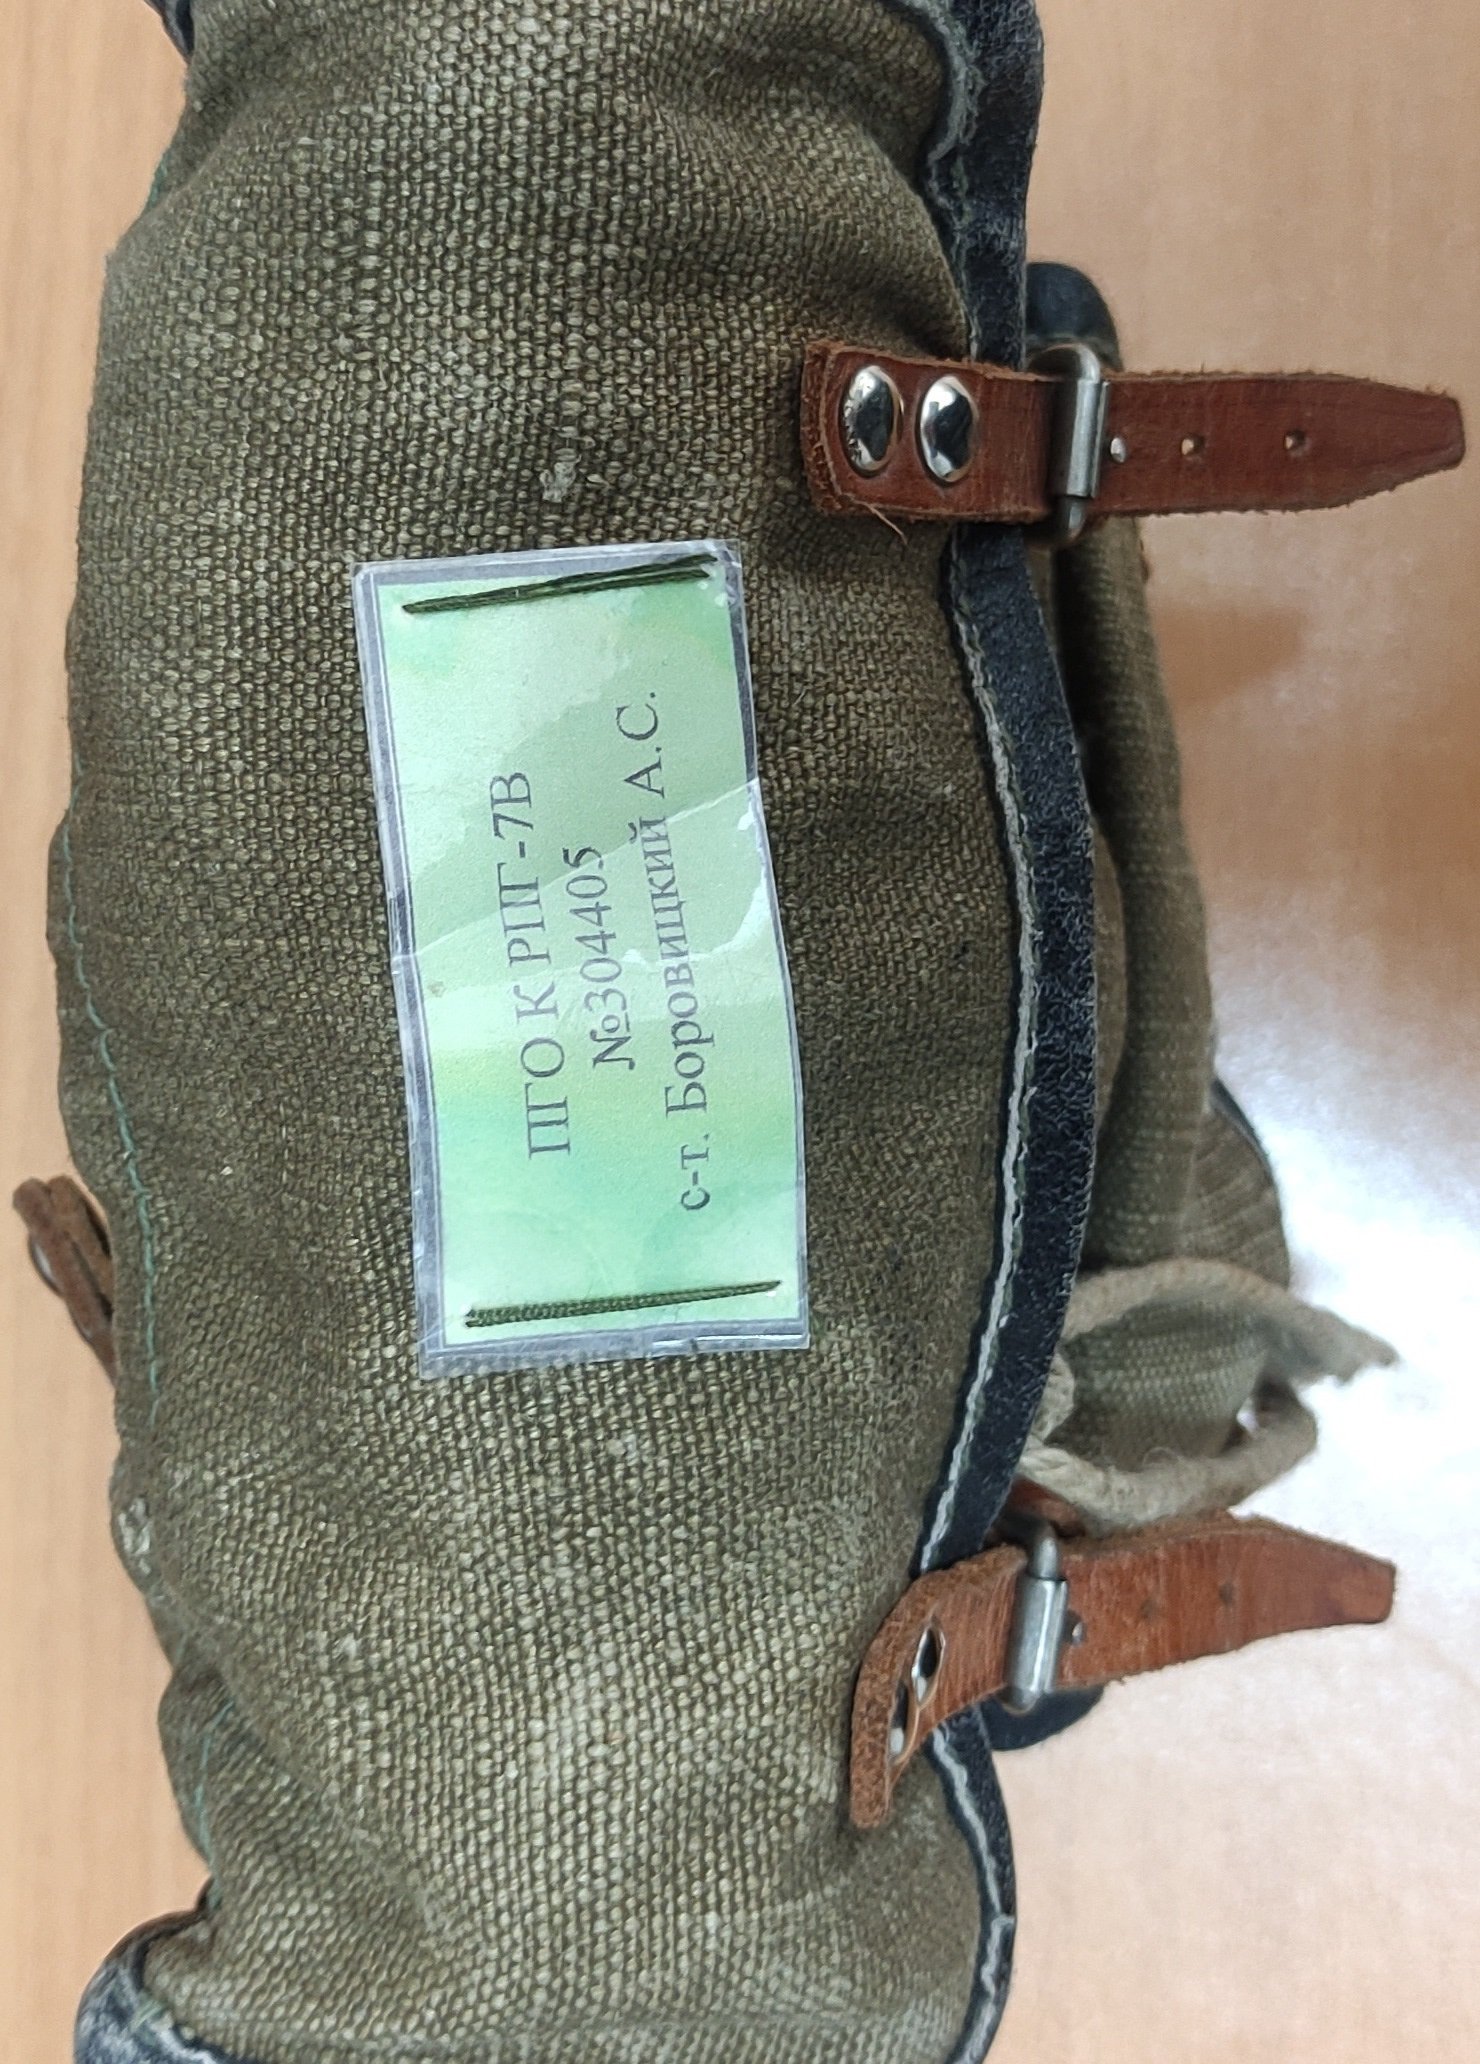 ПГО К РПГ-7В
№304405
с-т. Боровицкий А.С.